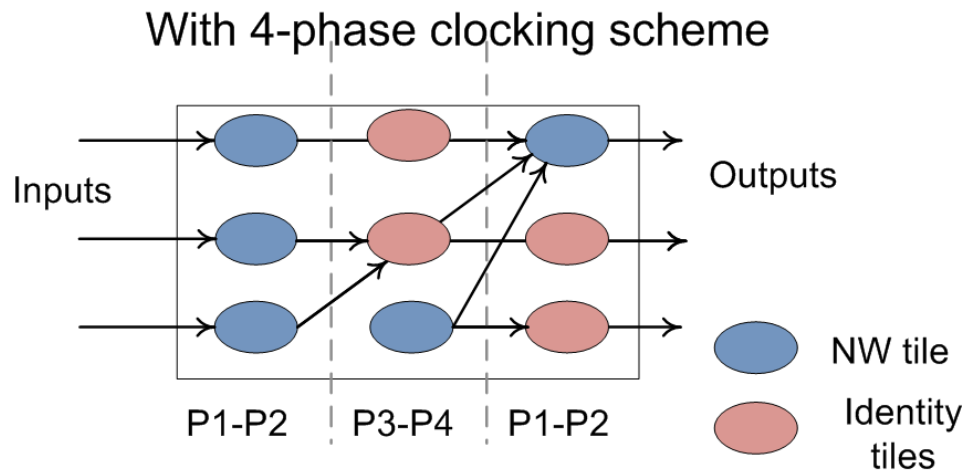 With 4-phase clocking scheme
Inputs
Outputs
P1-P2
P3-P4
P1-P2
NW tile
Identity
tiles